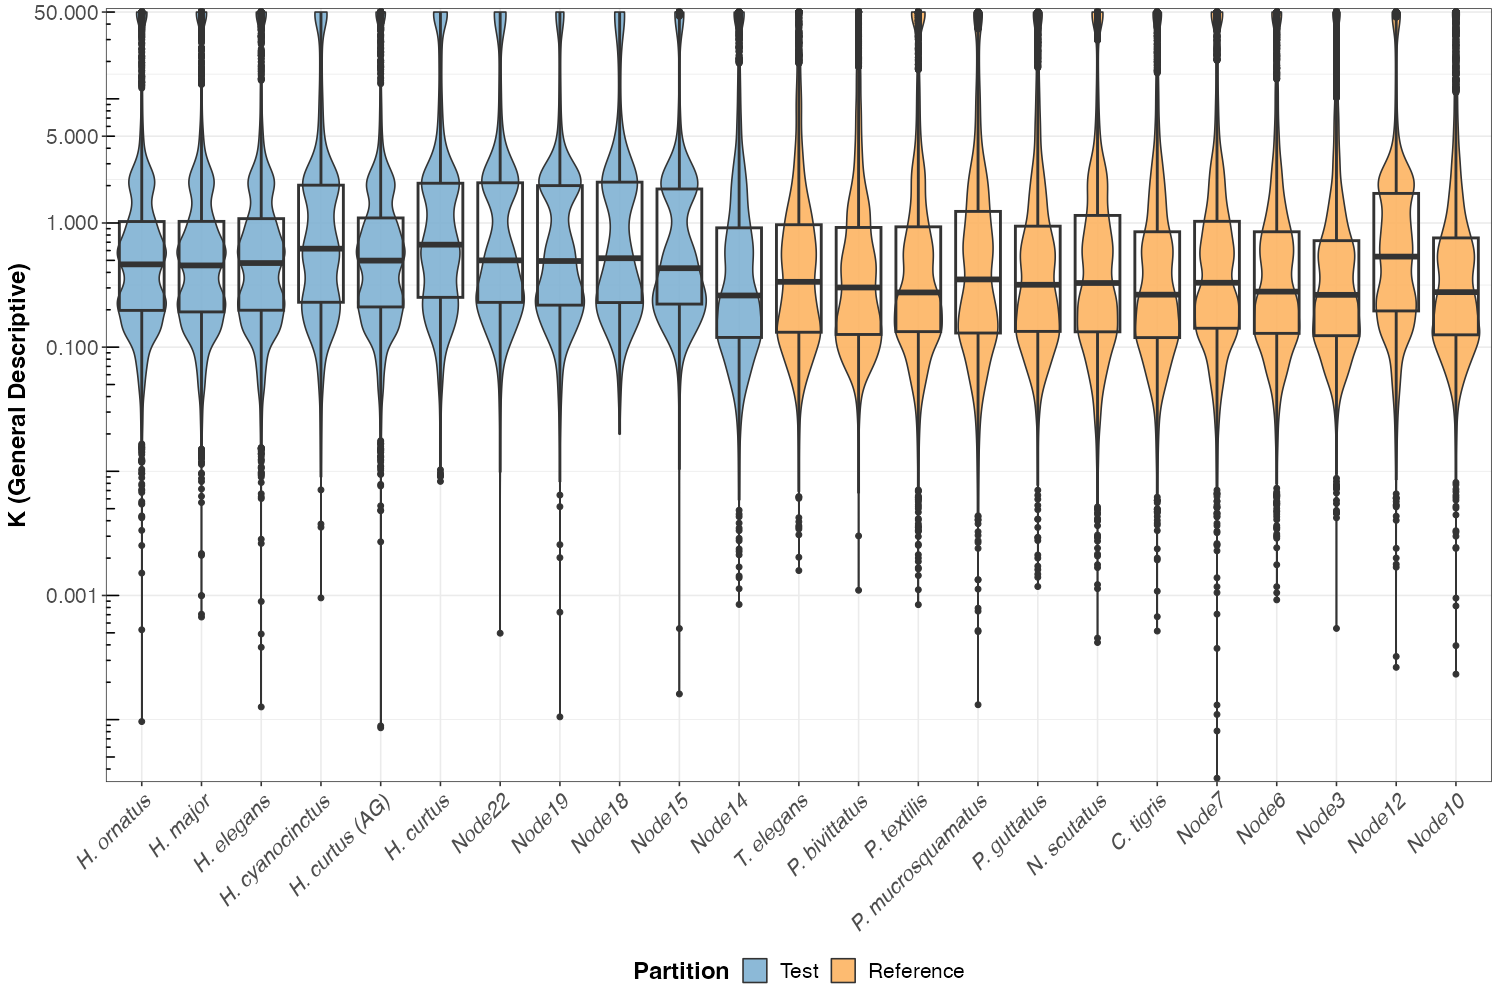 K (General Descriptive)
50.000
5.000
1.000
0.100
0.001
H. ornatus
H. major
H. elegans
H. cyanocinctus
H. curtus (AG)
H. curtus
Node22
Node19
Node18
Node15
Node14
T. elegans
P. bivittatus
P. textilis
P. mucrosquamatus
P. guttatus
N. scutatus
C. tigris
Node7
Node6
Node3
Node12
Node10
Partition Test Reference